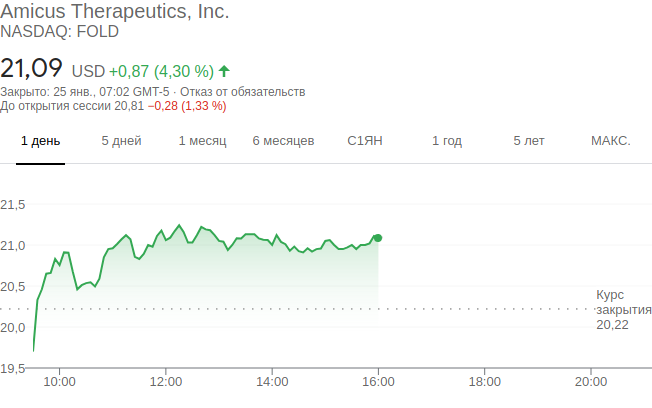 Amicus Therapeutics, Inc.
NASDAQ: FOLD
21,09 USD +0,87 (4,30 %)
Закрыто: 25 янв., 07:02 GMT-5 · Отказ от обязательств
До открытия сессии 20,81 −0,28 (1,33 %)
1 день 5 дней 1 месяц 6 месяцев С1ЯН 1 год 5 лет МАКС.
21,5
21,0
20,5
Курс
закрытия
20,22
20,0
19,5
10:00 12:00 14:00 16:00 18:00 20:00